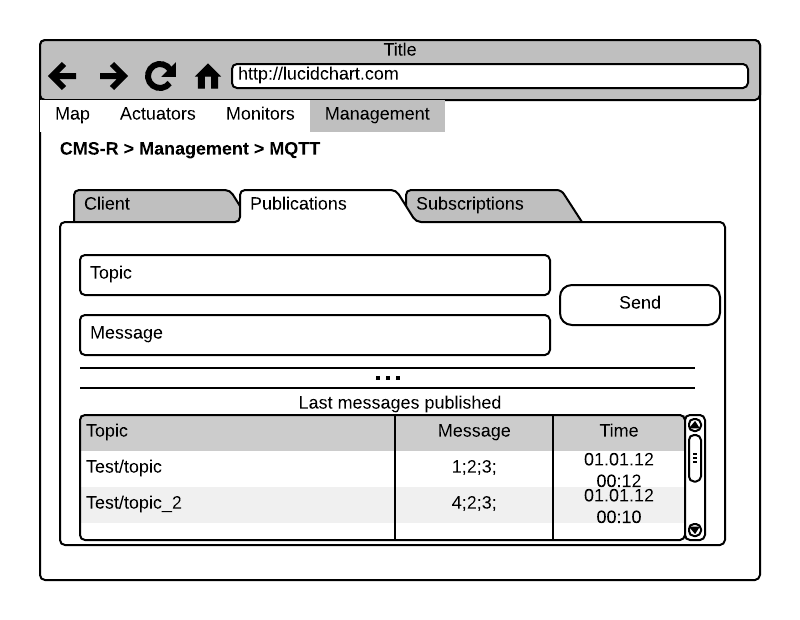 Title
http://lucidchart.com
Map Actuators Monitors Management
CMS-R > Management > MQTT
Client Publications Subscriptions
Topic
Send
Message
...
Last messages published
Topic Message Time
Test/topic 1;2;3; 01.01.12
00:12
Test/topic_2 4;2;3; 01.01.12
00:10